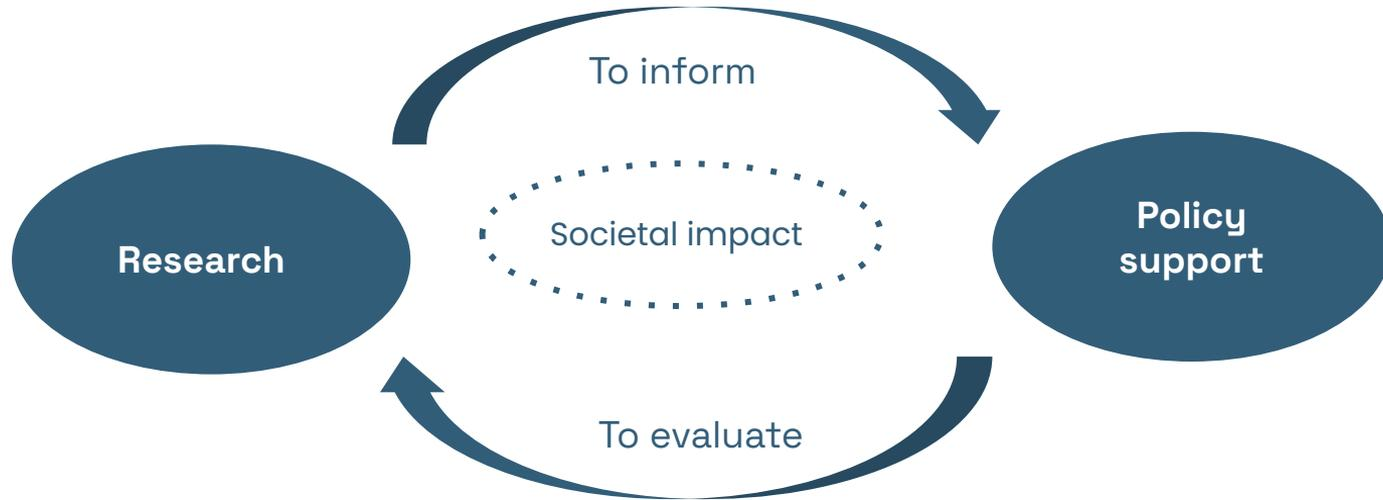 To inform
Research
Societal impact
Policy
support
To evaluate